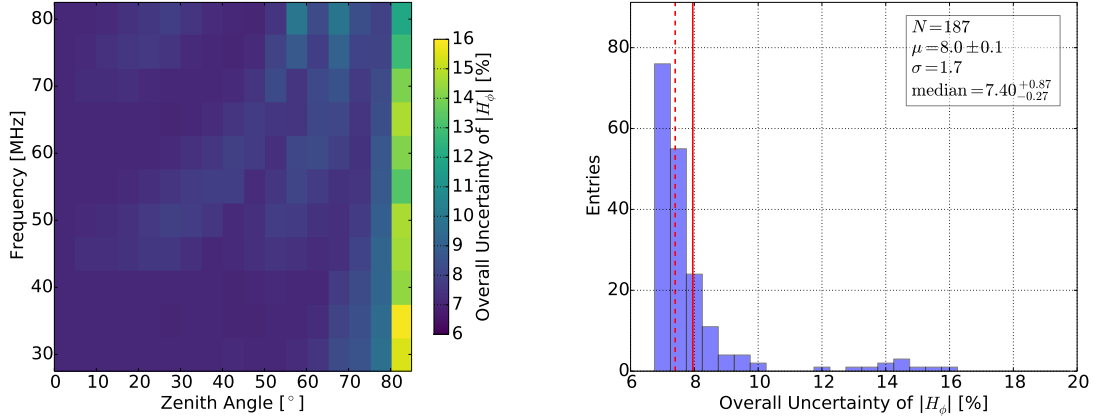 80
70
60
50
40
30
Frequency [MHz]
0 10 20 30 40 50 60 70 80
Zenith Angle [°]
16
15
14
13
12
11
10
9
8
7
6
Overall Uncertainty of |H_ϕ| [%]
80
60
40
20
0
Entries
6 8 10 12 14 16 18 20
Overall Uncertainty of |H_ϕ| [%]
N=187
μ=8.0±0.1
σ=1.7
median=7.40^{+0.87}_{-0.27}